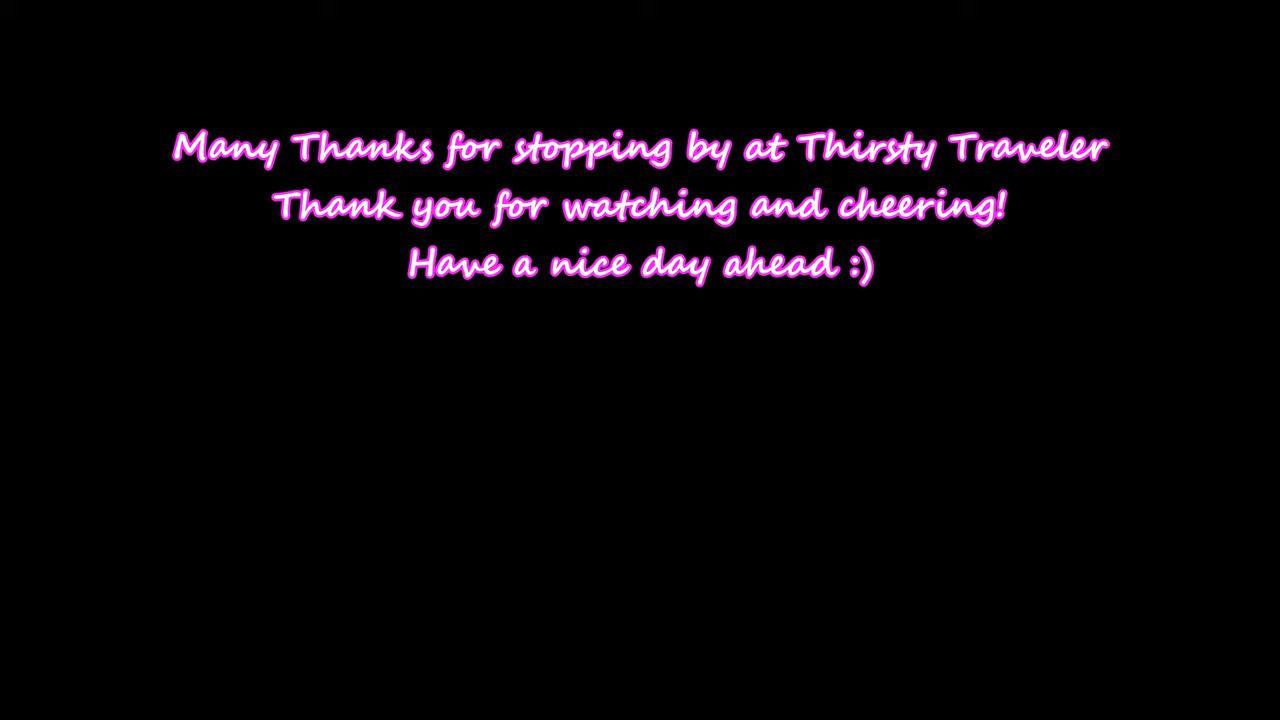 Many Thanks for stopping by at Thirsty Traveler
Thank you for watching and cheering!
Have a nice day ahead :)